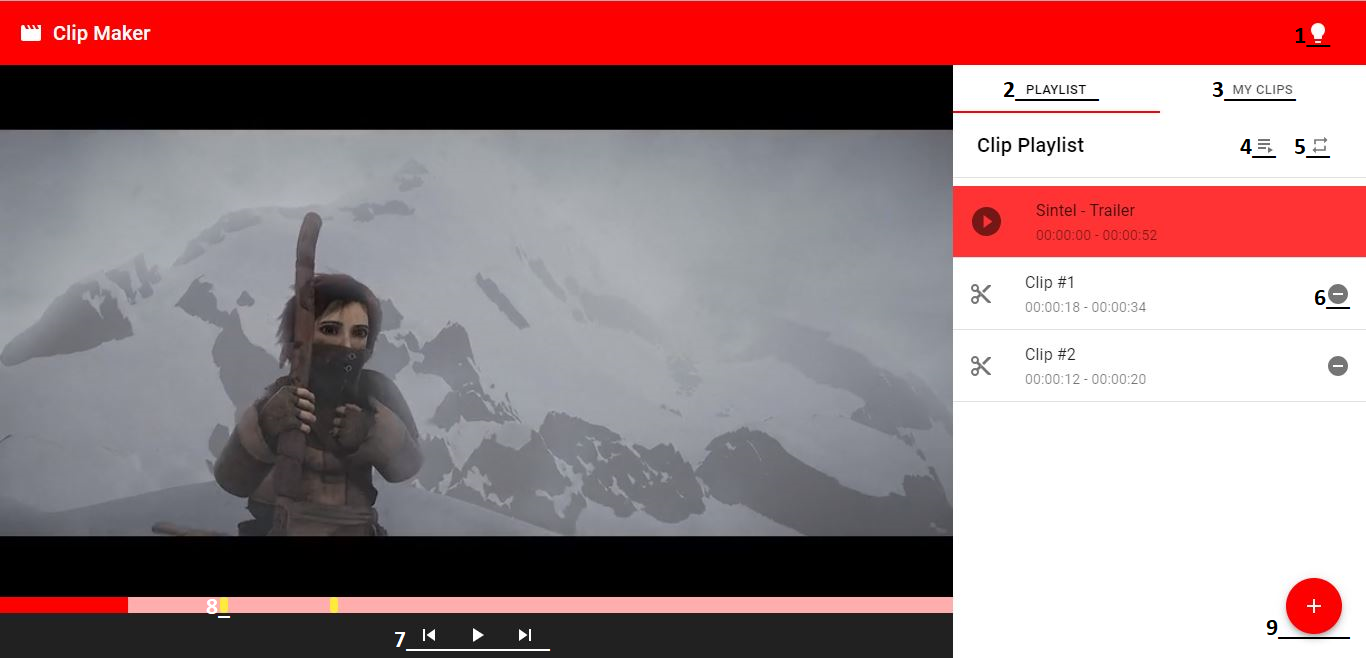 Clip Maker
1
2 PLAYLIST
3 MY CLIPS
Clip Playlist
4
5
Sintel - Trailer
00:00:00 - 00:00:52
Clip #1
00:00:18 - 00:00:34
6
Clip #2
00:00:12 - 00:00:20
8
7
9